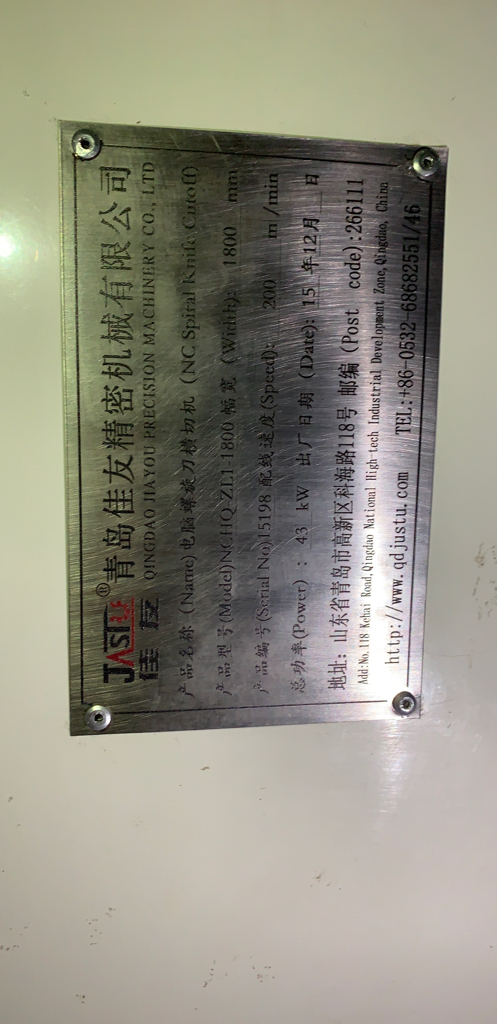 JASTU® 青岛佳友精密机械有限公司
佳友 QINGDAO JIAYOU PRECISION MACHINERY CO., LTD
产品名称(Name)电脑螺旋刀横切机(NC Spiral Knife Cutoff)
产品型号(Model)NCHQ-ZL1-1800 幅宽(Width): 1800 mm
产品编号(Serial No)15198 配线速度(Speed): 200 m/min
总功率(Power): 43 kW 出厂日期(Date): 15年12月 日
地址: 山东省青岛市高新区科海路118号 邮编(Post code):266111
Add:No.118 Kehai Road,Qingdao National High-tech Industrial Development Zone,Qingdao, China
http://www.qdjustu.com TEL:+86-0532-68682551/46